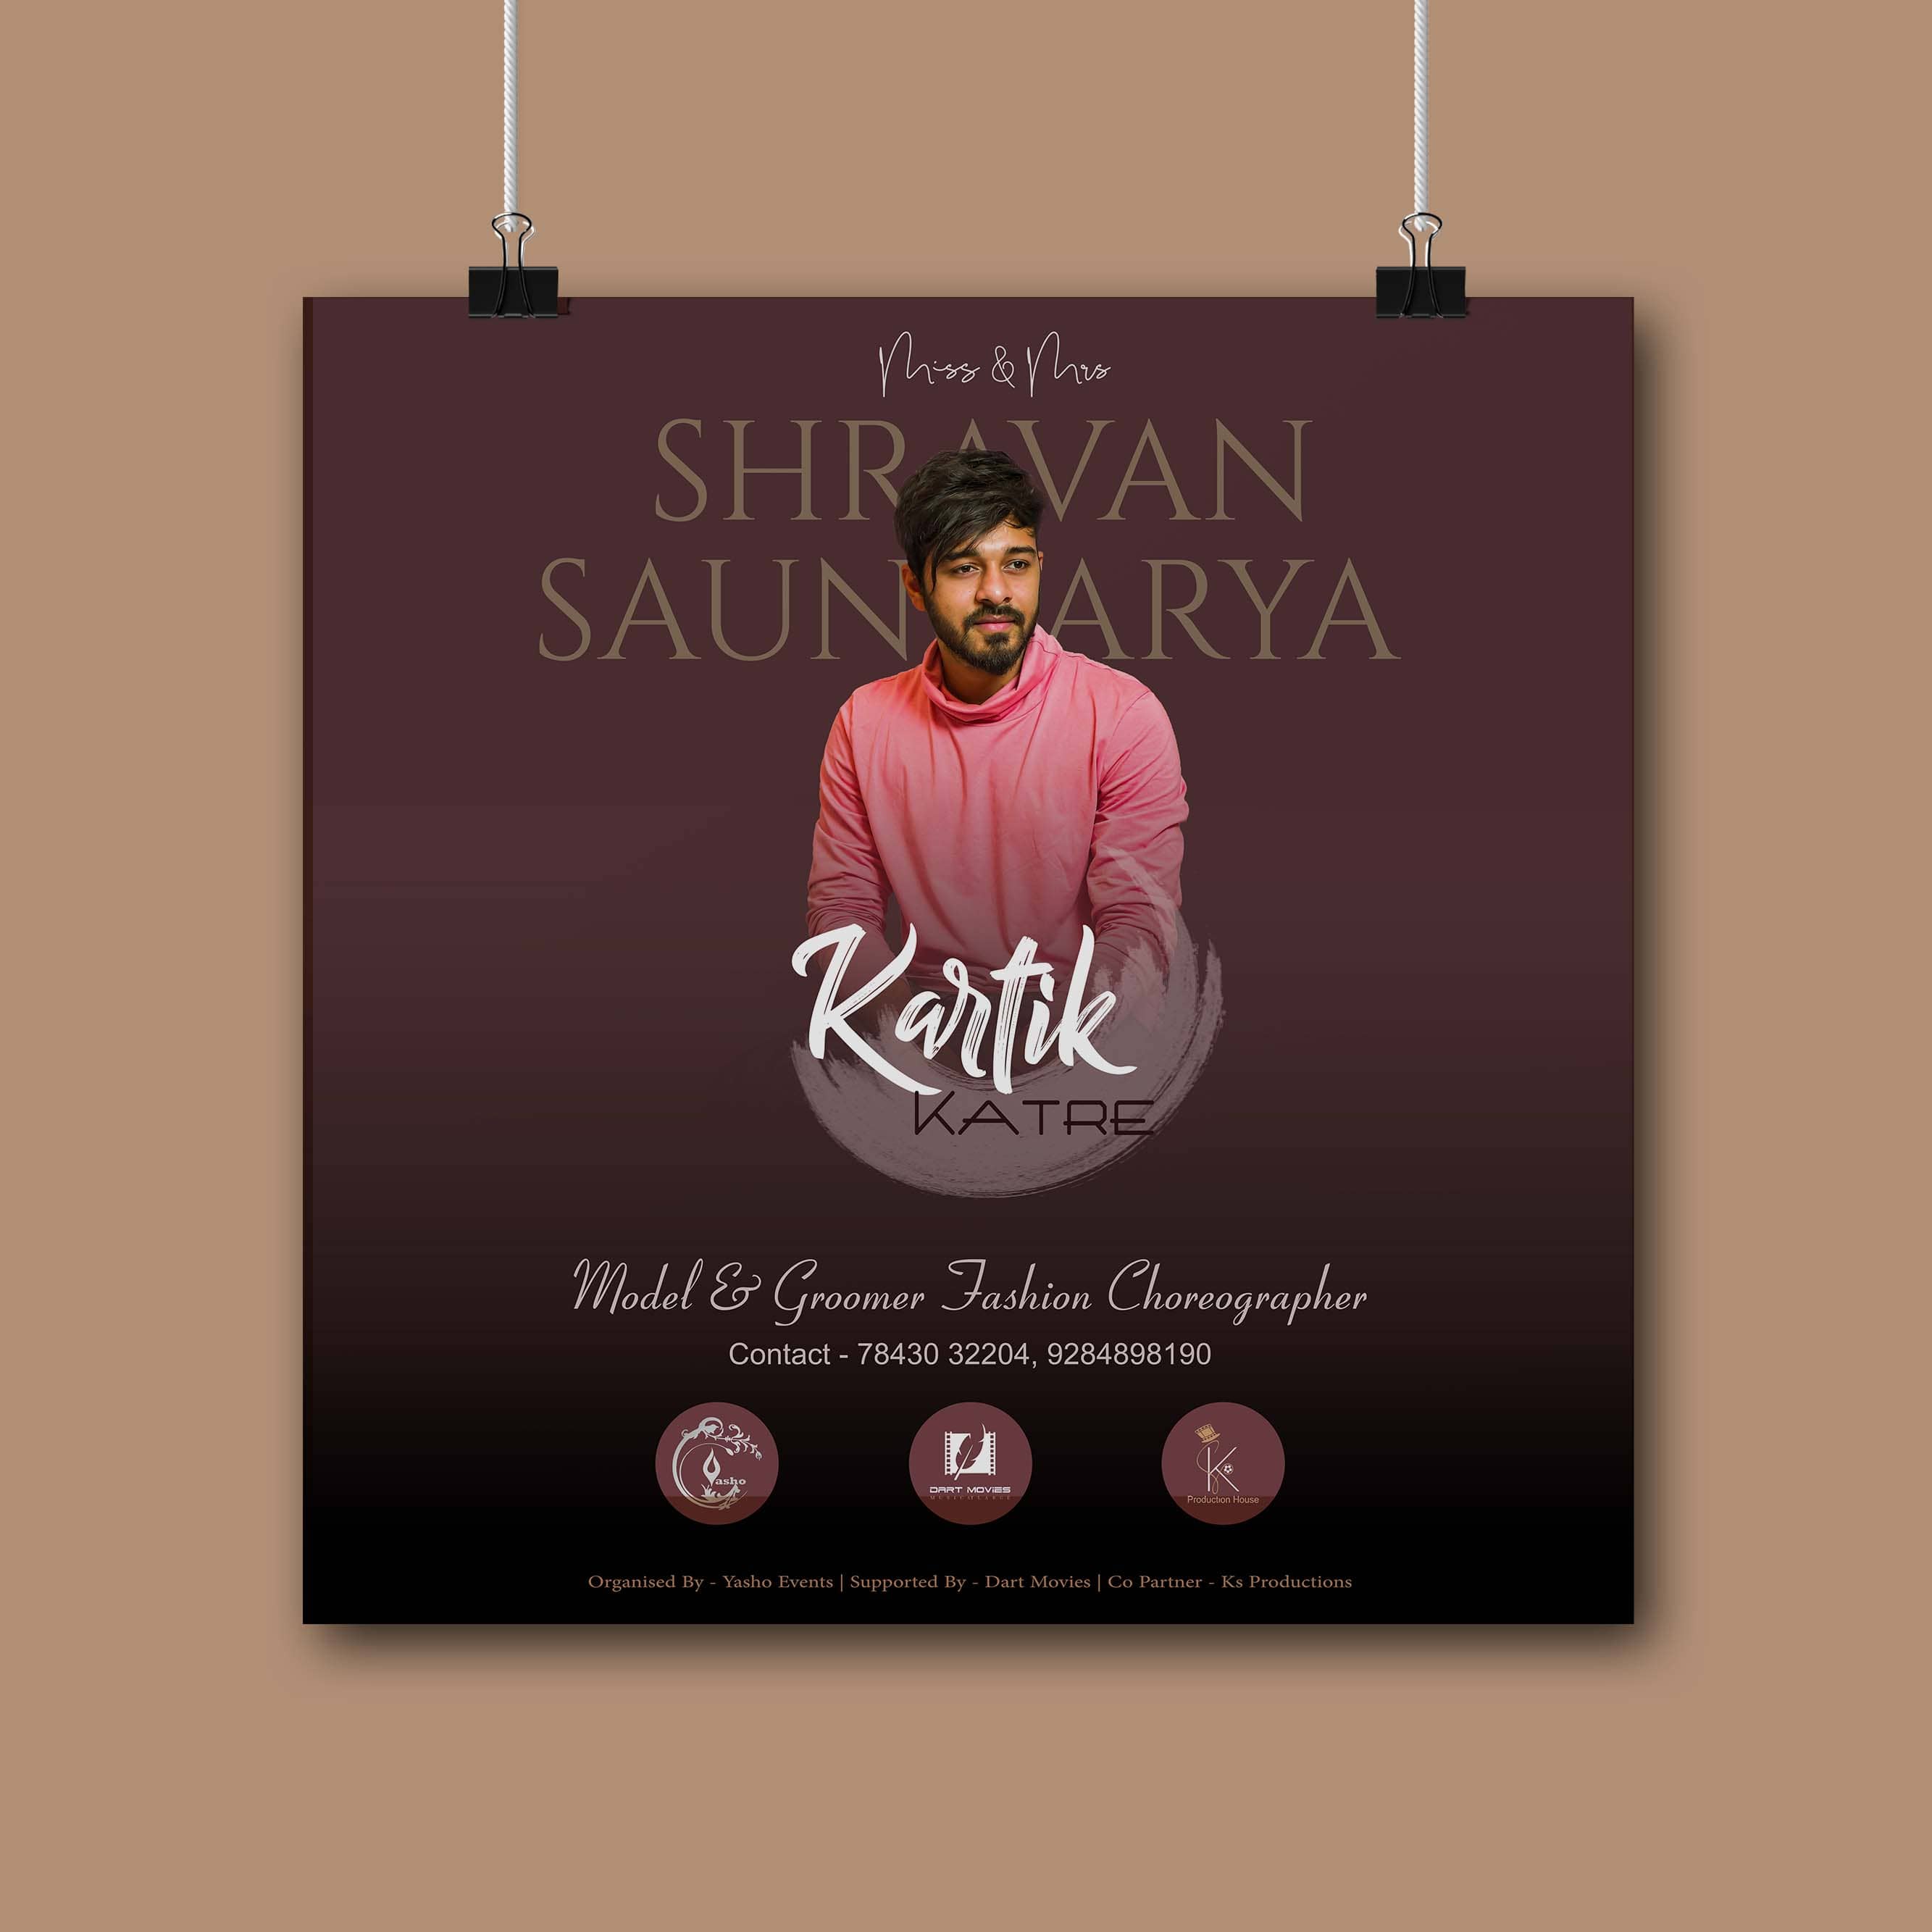 Miss & Mrs
SHRAVAN
SAUNDARYA
Kartik
KATRE
Model & Groomer Fashion Choreographer
Contact - 78430 32204, 9284898190
Yasho
DART MOVIES
K
Production House
Organised By - Yasho Events | Supported By - Dart Movies | Co Partner - Ks Productions